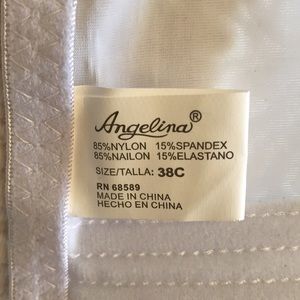 Angelina®
85%NYLON 15%SPANDEX
85%NAILON 15%ELASTANO
SIZE/TALLA: 38C
RN 68589
MADE IN CHINA
HECHO EN CHINA